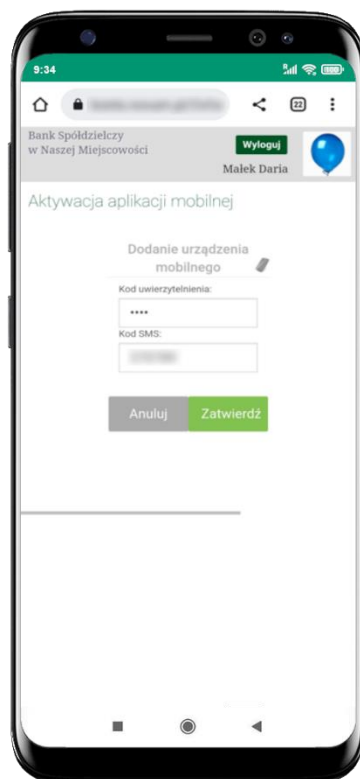 9:34
22
Bank Spółdzielczy
w Naszej Miejscowości
Wyloguj
Małek Daria
Aktywacja aplikacji mobilnej
Dodanie urządzenia
mobilnego
Kod uwierzytelnienia:
••••
Kod SMS:
Anuluj Zatwierdź